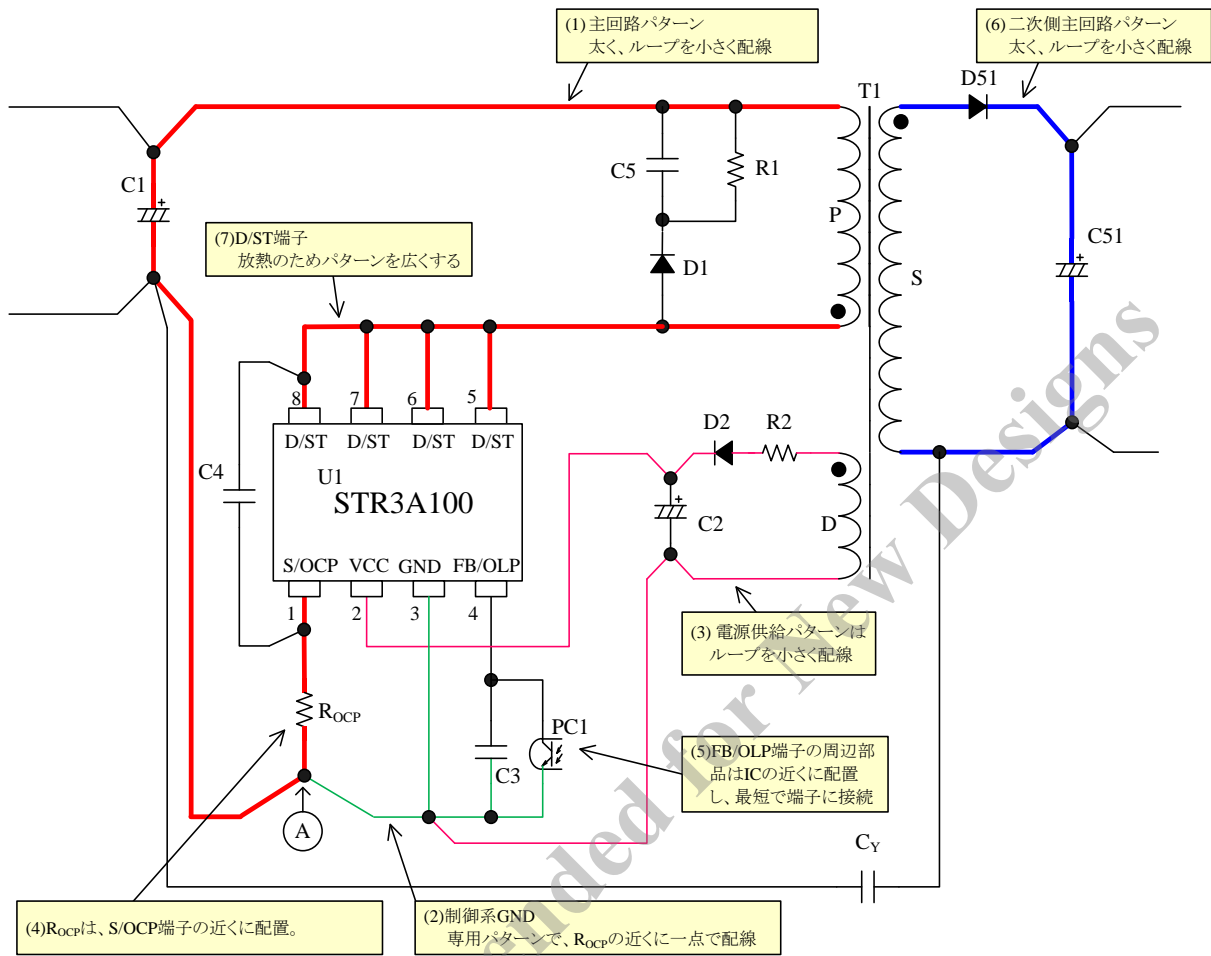 (1) 主回路パターン
太く、ループを小さく配線
(6) 二次側主回路パターン
太く、ループを小さく配線
D51
T1
C5
R1
C1
+
P
(7)D/ST端子
放熱のためパターンを広くする
D1
S
C51
+
8
7
6
5
D/ST
D/ST
D/ST
D/ST
D2
R2
C4
U1
STR3A100
+
C2
D
S/OCP
VCC
GND
FB/OLP
1
2
3
4
(3) 電源供給パターンは
ループを小さく配線
ROCP
PC1
C3
(5)FB/OLP端子の周辺部
品はICの近くに配置
し、最短で端子に接続
A
CY
(4)ROCPは、S/OCP端子の近くに配置。
(2)制御系GND
専用パターンで、ROCPの近くに一点で配線
ended for New Designs